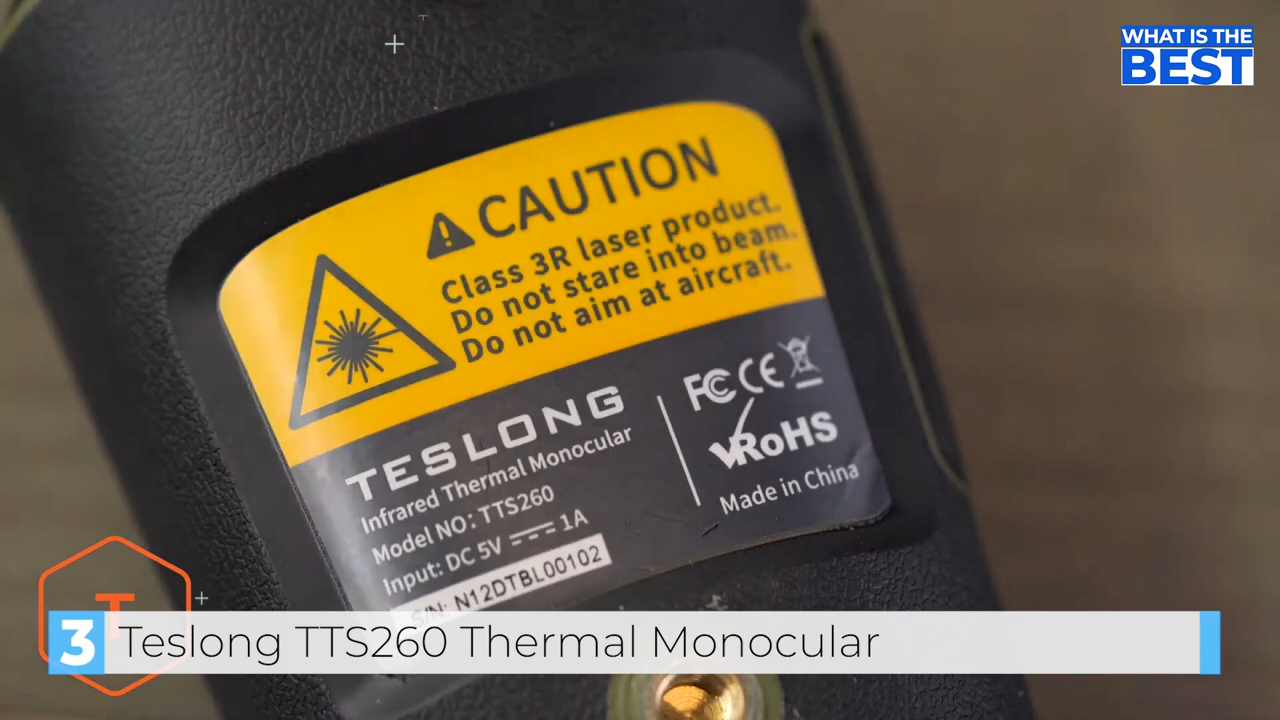 WHAT IS THE
BEST
CAUTION
Class 3R laser product.
Do not stare into beam.
Do not aim at aircraft.
TESLONG
Infrared Thermal Monocular
Model NO: TTS260
Input: DC 5V ⎓ 1A
S/N: N12DTBL00102
FC CE
RoHS
Made in China
T
3 Teslong TTS260 Thermal Monocular